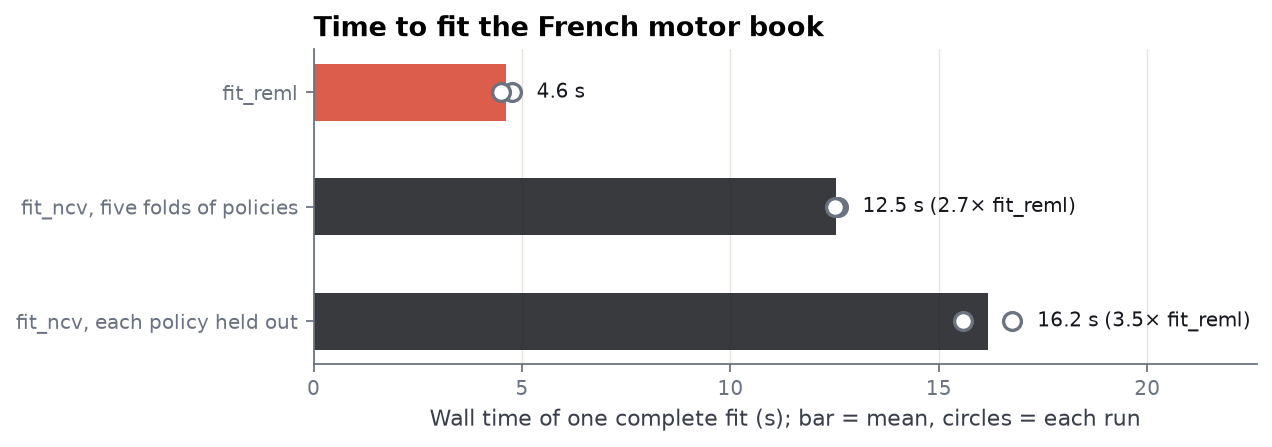 Time to fit the French motor book
fit_reml
4.6 s
fit_ncv, five folds of policies
12.5 s (2.7× fit_reml)
fit_ncv, each policy held out
16.2 s (3.5× fit_reml)
0 5 10 15 20
Wall time of one complete fit (s); bar = mean, circles = each run